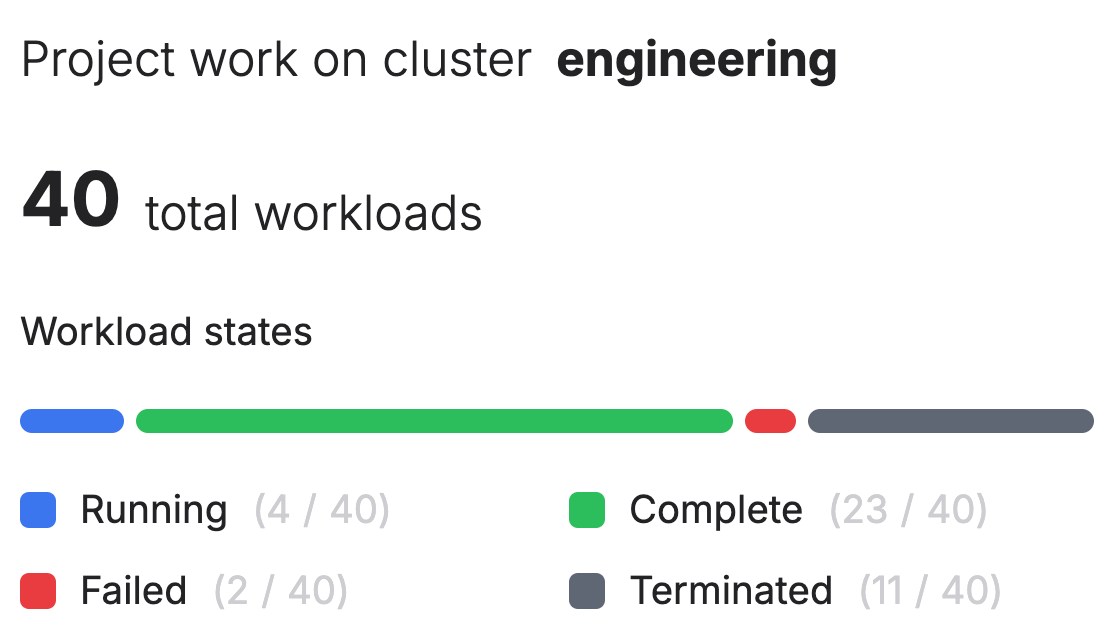 Project work on cluster engineering
40 total workloads
Workload states
Running (4 / 40)
Complete (23 / 40)
Failed (2 / 40)
Terminated (11 / 40)